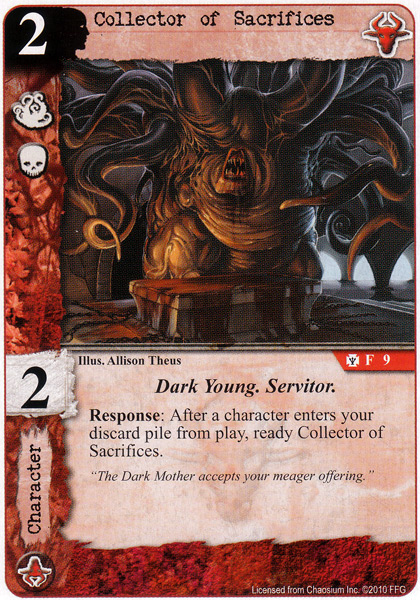 2
Collector of Sacrifices
Illus. Allison Theus
F 9
2
Dark Young. Servitor.
Response: After a character enters your
discard pile from play, ready Collector of
Sacrifices.
“The Dark Mother accepts your meager offering.”
Character
Licensed from Chaosium Inc. ©2010 FFG